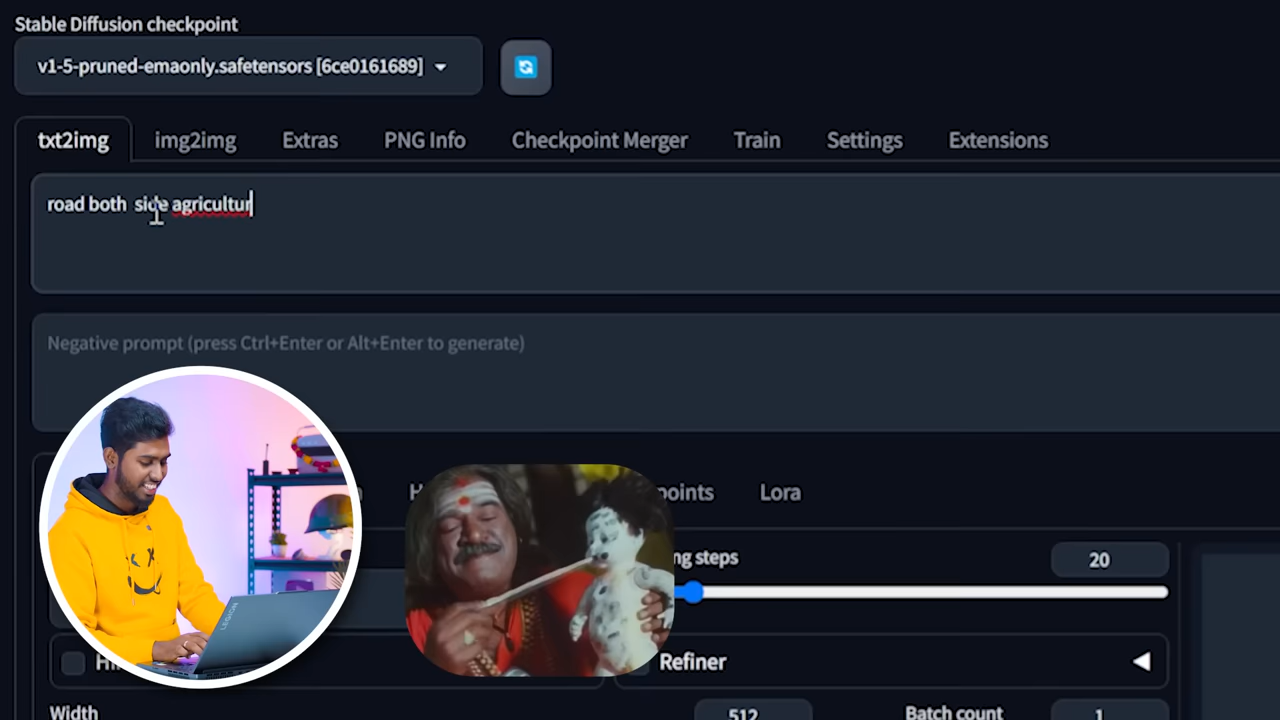 Stable Diffusion checkpoint
v1-5-pruned-emaonly.safetensors [6ce0161689]
txt2img img2img Extras PNG Info Checkpoint Merger Train Settings Extensions
road both side agricultur
Negative prompt (press Ctrl+Enter or Alt+Enter to generate)
Lora
steps
20
Refiner
LEGION
Width
512
Batch count
1